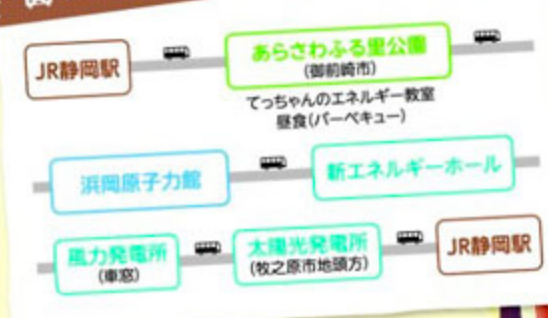 JR静岡駅
あらさわふる里公園
(御前崎市)
てっちゃんのエネルギー教室
昼食(バーベキュー)
浜岡原子力館
新エネルギーホール
風力発電所
(車窓)
太陽光発電所
(牧之原市地頭方)
JR静岡駅